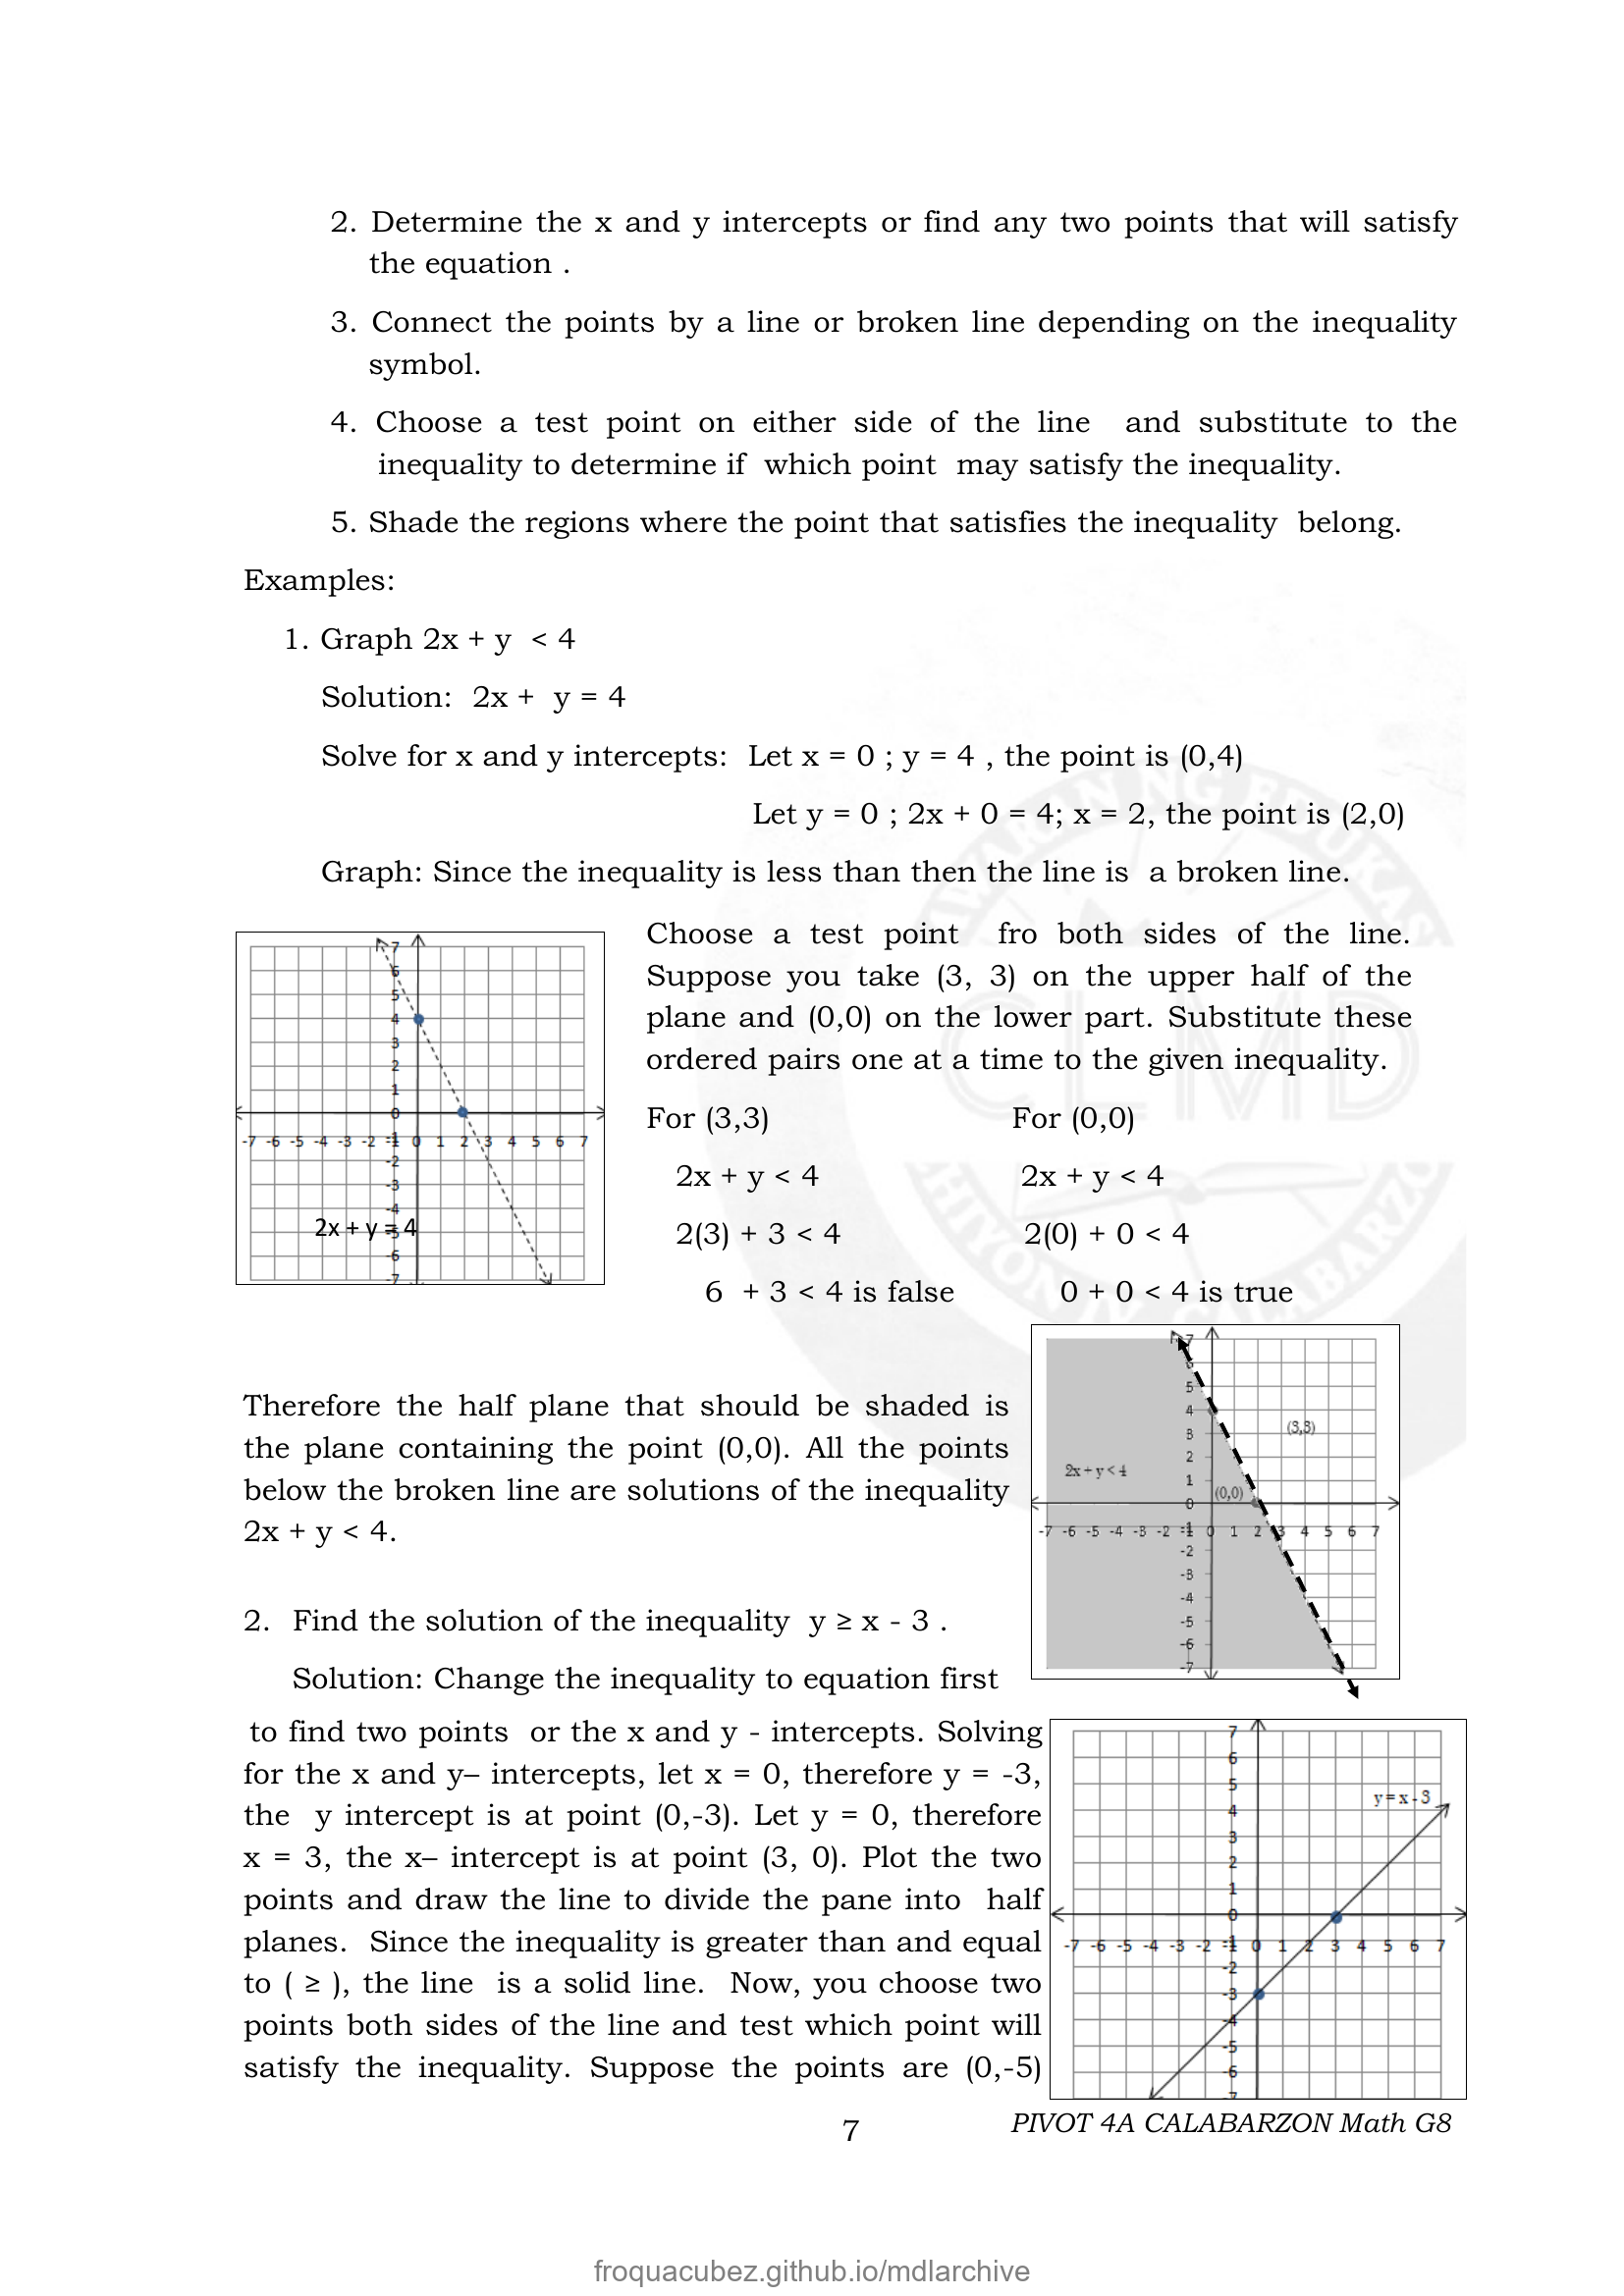 2. Determine the x and y intercepts or find any two points that will satisfy
the equation .
3. Connect the points by a line or broken line depending on the inequality
symbol.
4. Choose a test point on either side of the line and substitute to the
inequality to determine if which point may satisfy the inequality.
5. Shade the regions where the point that satisfies the inequality belong.
Examples:
1. Graph 2x + y < 4
Solution: 2x + y = 4
Solve for x and y intercepts: Let x = 0 ; y = 4 , the point is (0,4)
Let y = 0 ; 2x + 0 = 4; x = 2, the point is (2,0)
Graph: Since the inequality is less than then the line is a broken line.
7
6
5
4
3
2
1
0
-7 -6 -5 -4 -3 -2 -1 0 1 2 3 4 5 6 7
-1
-2
-3
-4
-5
-6
-7
2x + y = 4
Choose a test point fro both sides of the line.
Suppose you take (3, 3) on the upper half of the
plane and (0,0) on the lower part. Substitute these
ordered pairs one at a time to the given inequality.
For (3,3) For (0,0)
2x + y < 4 2x + y < 4
2(3) + 3 < 4 2(0) + 0 < 4
6 + 3 < 4 is false 0 + 0 < 4 is true
Therefore the half plane that should be shaded is
the plane containing the point (0,0). All the points
below the broken line are solutions of the inequality
2x + y < 4.
7
6
5
4
3
2
1
0
-7 -6 -5 -4 -3 -2 -1 0 1 2 3 4 5 6 7
-1
-2
-3
-4
-5
-6
-7
(3,3)
2x + y < 4
(0,0)
2. Find the solution of the inequality y ≥ x - 3 .
Solution: Change the inequality to equation first
to find two points or the x and y - intercepts. Solving
for the x and y– intercepts, let x = 0, therefore y = -3,
the y intercept is at point (0,-3). Let y = 0, therefore
x = 3, the x– intercept is at point (3, 0). Plot the two
points and draw the line to divide the pane into half
planes. Since the inequality is greater than and equal
to ( ≥ ), the line is a solid line. Now, you choose two
points both sides of the line and test which point will
satisfy the inequality. Suppose the points are (0,-5)
7
6
5
4
3
2
1
0
-7 -6 -5 -4 -3 -2 -1 0 1 2 3 4 5 6 7
-1
-2
-3
-4
-5
-6
-7
y = x - 3
CLMD
7
PIVOT 4A CALABARZON Math G8
froquacubez.github.io/mdlarchive